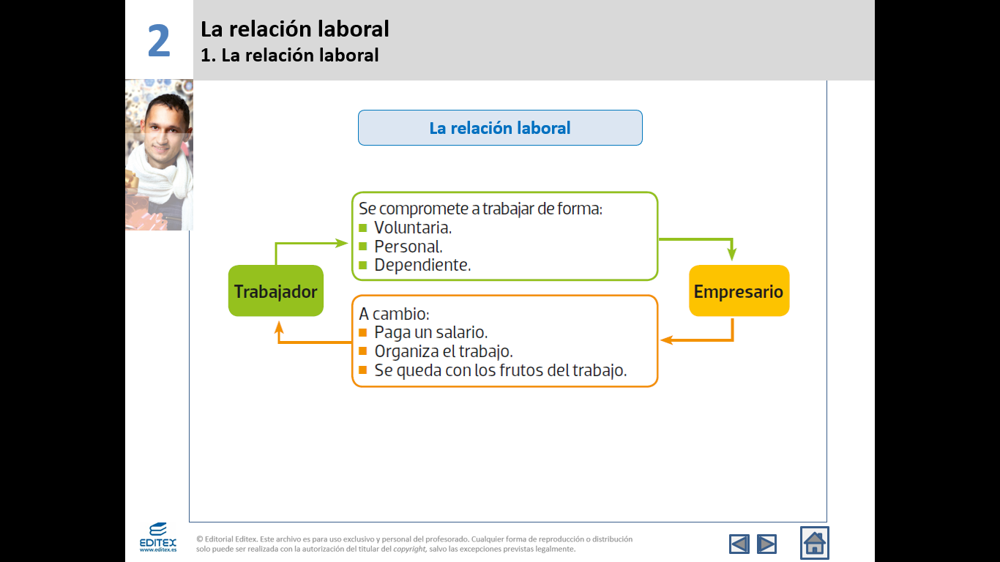 2
La relación laboral
1. La relación laboral
La relación laboral
Se compromete a trabajar de forma:
Voluntaria.
Personal.
Dependiente.
Trabajador
Empresario
A cambio:
Paga un salario.
Organiza el trabajo.
Se queda con los frutos del trabajo.
EDITEX
www.editex.es
© Editorial Editex. Este archivo es para uso exclusivo y personal del profesorado. Cualquier forma de reproducción o distribución
solo puede ser realizada con la autorización del titular del copyright, salvo las excepciones previstas legalmente.